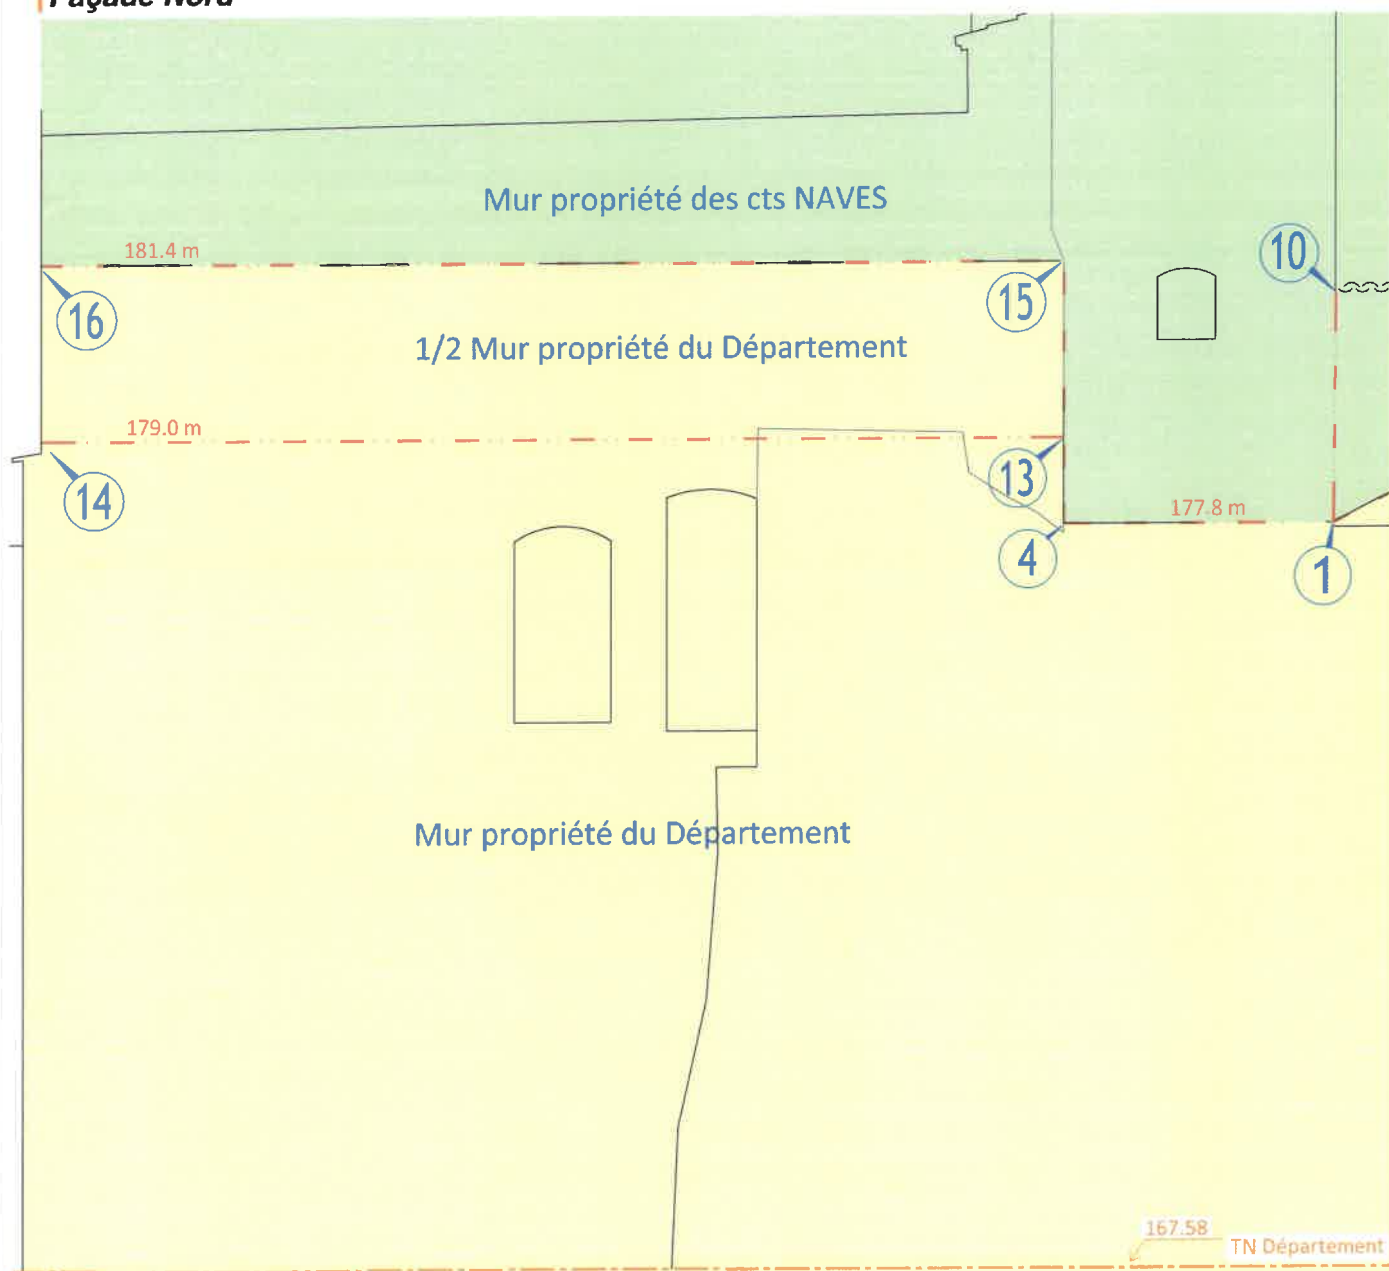 Façade Nord
Mur propriété des cts NAVES
181.4 m
10
16
15
1/2 Mur propriété du Département
179.0 m
14
13
177.8 m
4
1
Mur propriété du Département
167.58
TN Département